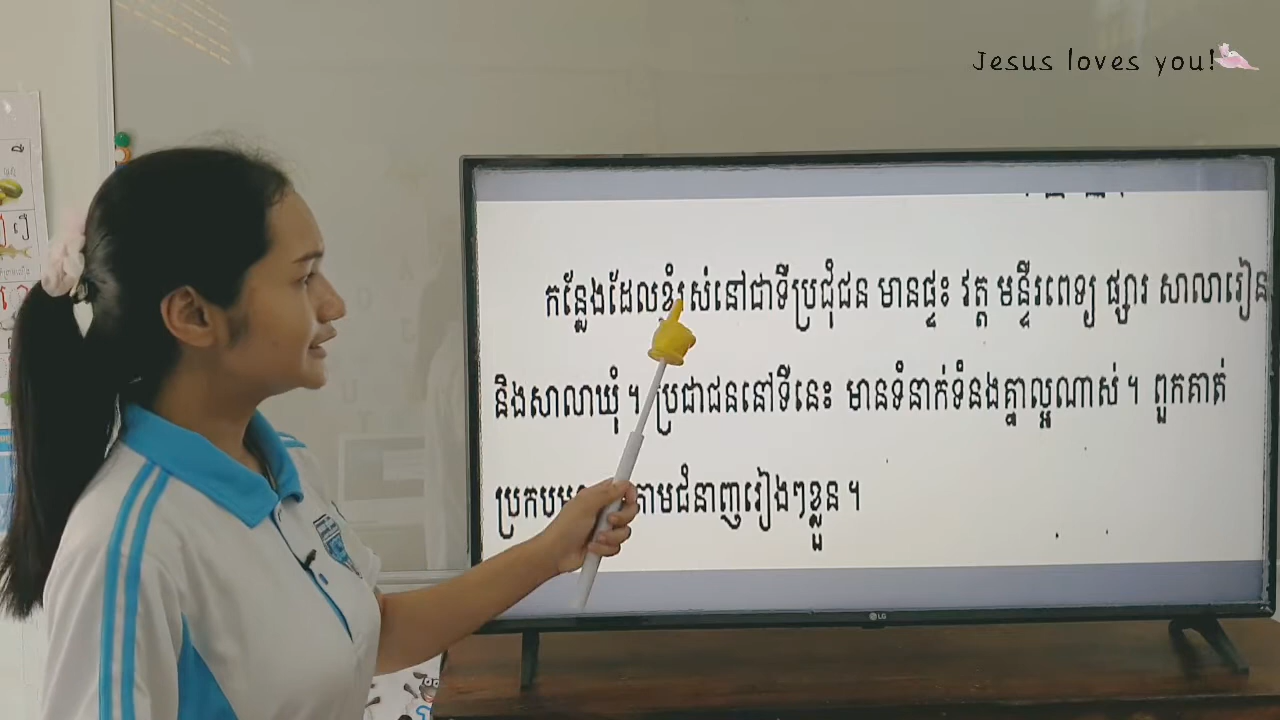 Jesus loves you!
កន្លែងដែលខ្ញុំរស់នៅជាទីប្រជុំជន មានផ្ទះ វត្ត មន្ទីរពេទ្យ ផ្សារ សាលារៀន
និងសាលាឃុំ ។ ប្រជាជននៅទីនេះ មានទំនាក់ទំនងគ្នាល្អណាស់ ។ ពួកគាត់
តាមជំនាញរៀងៗខ្លួន ។
LG